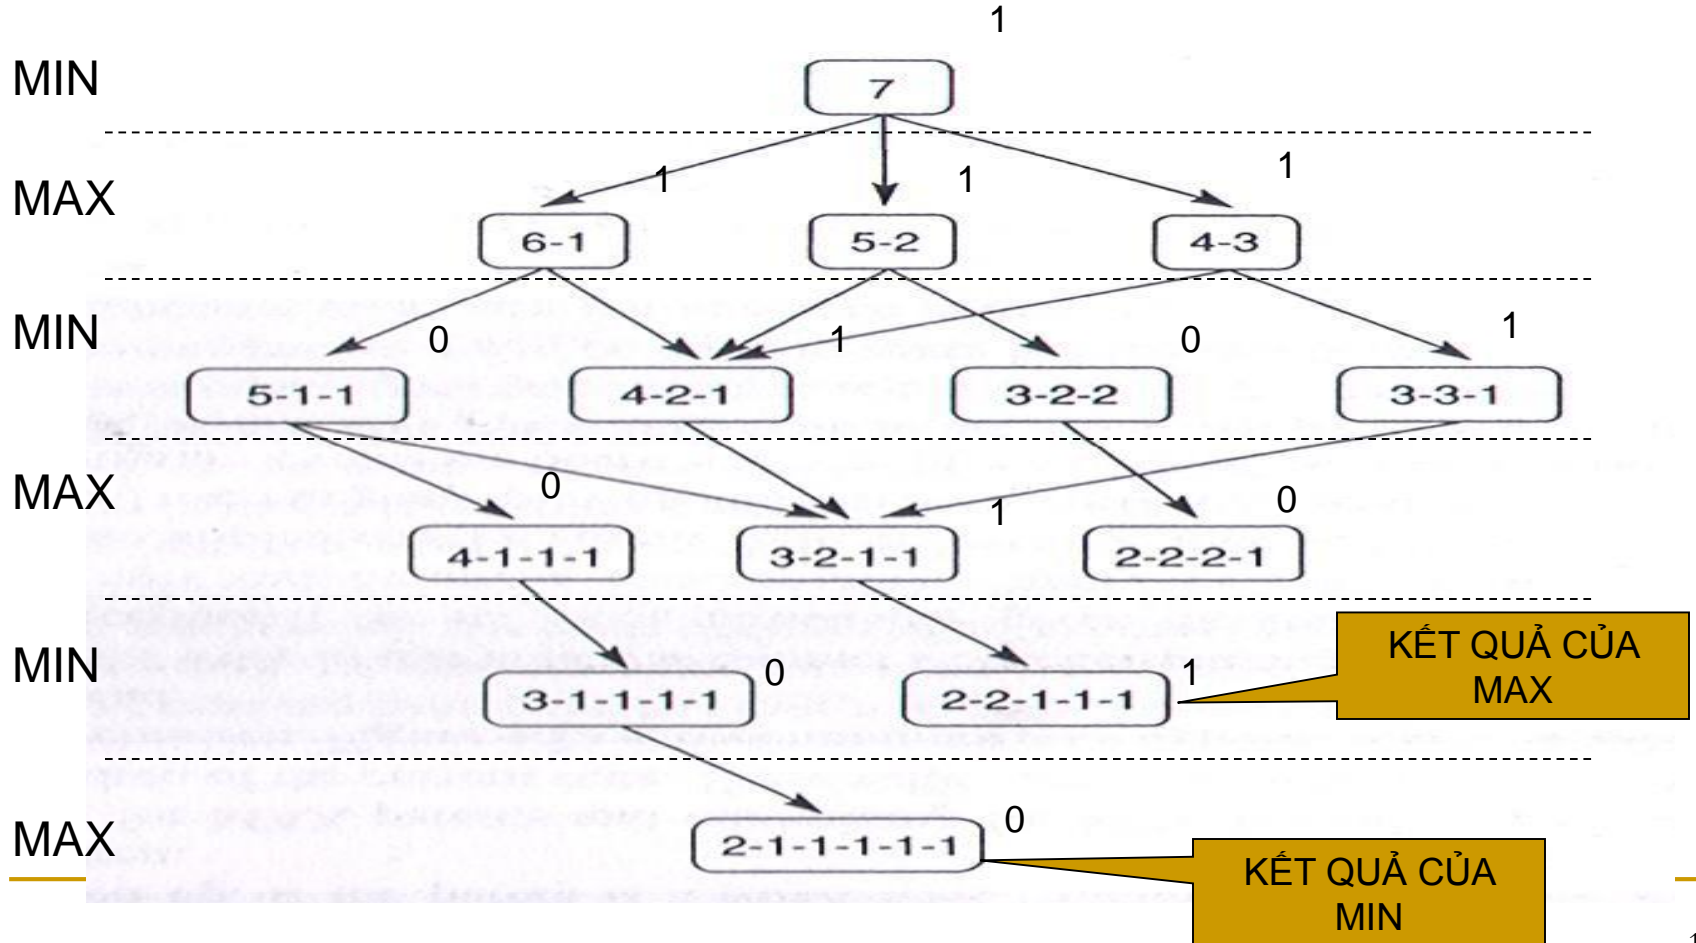 1
MIN
7
MAX
1
1
1
6-1
5-2
4-3
MIN
0
1
0
1
5-1-1
4-2-1
3-2-2
3-3-1
MAX
0
1
0
4-1-1-1
3-2-1-1
2-2-2-1
MIN
0
1
3-1-1-1-1
2-2-1-1-1
KẾT QUẢ CỦA
MAX
MAX
0
2-1-1-1-1-1
KẾT QUẢ CỦA
MIN
1